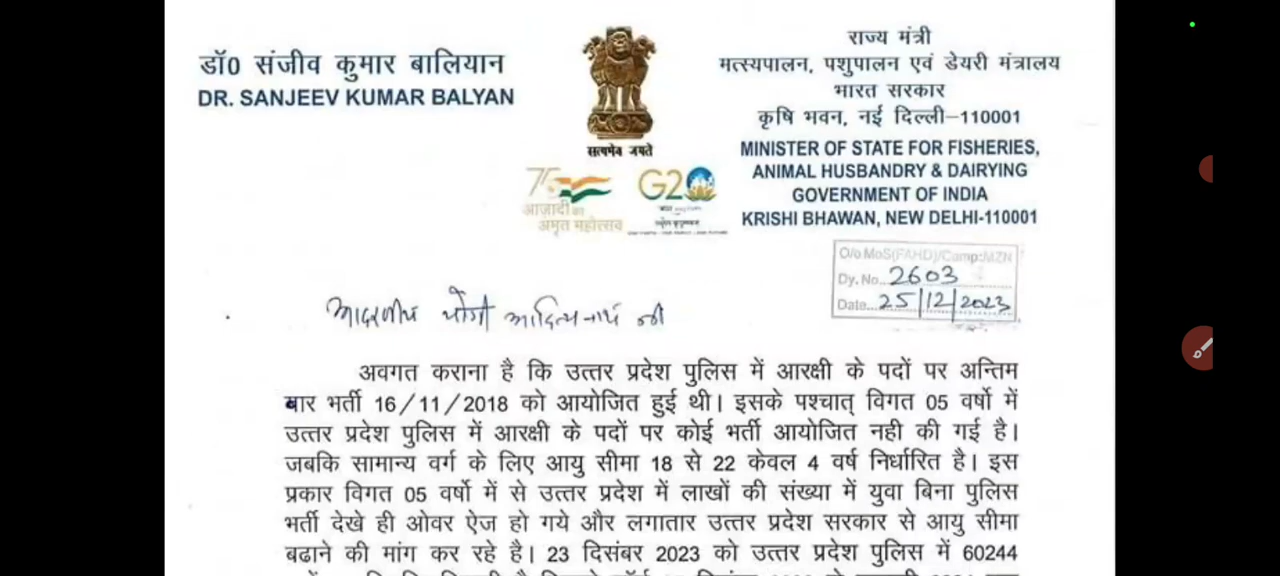 डॉ0 संजीव कुमार बालियान
DR. SANJEEV KUMAR BALYAN
सत्यमेव जयते
75
आज़ादी का
अमृत महोत्सव
G20
राज्य मंत्री
मत्स्यपालन, पशुपालन एवं डेयरी मंत्रालय
भारत सरकार
कृषि भवन, नई दिल्ली–110001
MINISTER OF STATE FOR FISHERIES,
ANIMAL HUSBANDRY & DAIRYING
GOVERNMENT OF INDIA
KRISHI BHAWAN, NEW DELHI-110001
O/o MoS(FAHD)/Camp:MZN
Dy. No...2603
Date...25/12/2023
आदरणीय योगी आदित्यनाथ जी
अवगत कराना है कि उत्तर प्रदेश पुलिस में आरक्षी के पदों पर अन्तिम
बार भर्ती 16/11/2018 को आयोजित हुई थी। इसके पश्चात् विगत 05 वर्षो में
उत्तर प्रदेश पुलिस में आरक्षी के पदों पर कोई भर्ती आयोजित नही की गई है।
जबकि सामान्य वर्ग के लिए आयु सीमा 18 से 22 केवल 4 वर्ष निर्धारित है। इस
प्रकार विगत 05 वर्षो में से उत्तर प्रदेश में लाखों की संख्या में युवा बिना पुलिस
भर्ती देखे ही ओवर ऐज हो गये और लगातार उत्तर प्रदेश सरकार से आयु सीमा
बढाने की मांग कर रहे है। 23 दिसंबर 2023 को उत्तर प्रदेश पुलिस में 60244